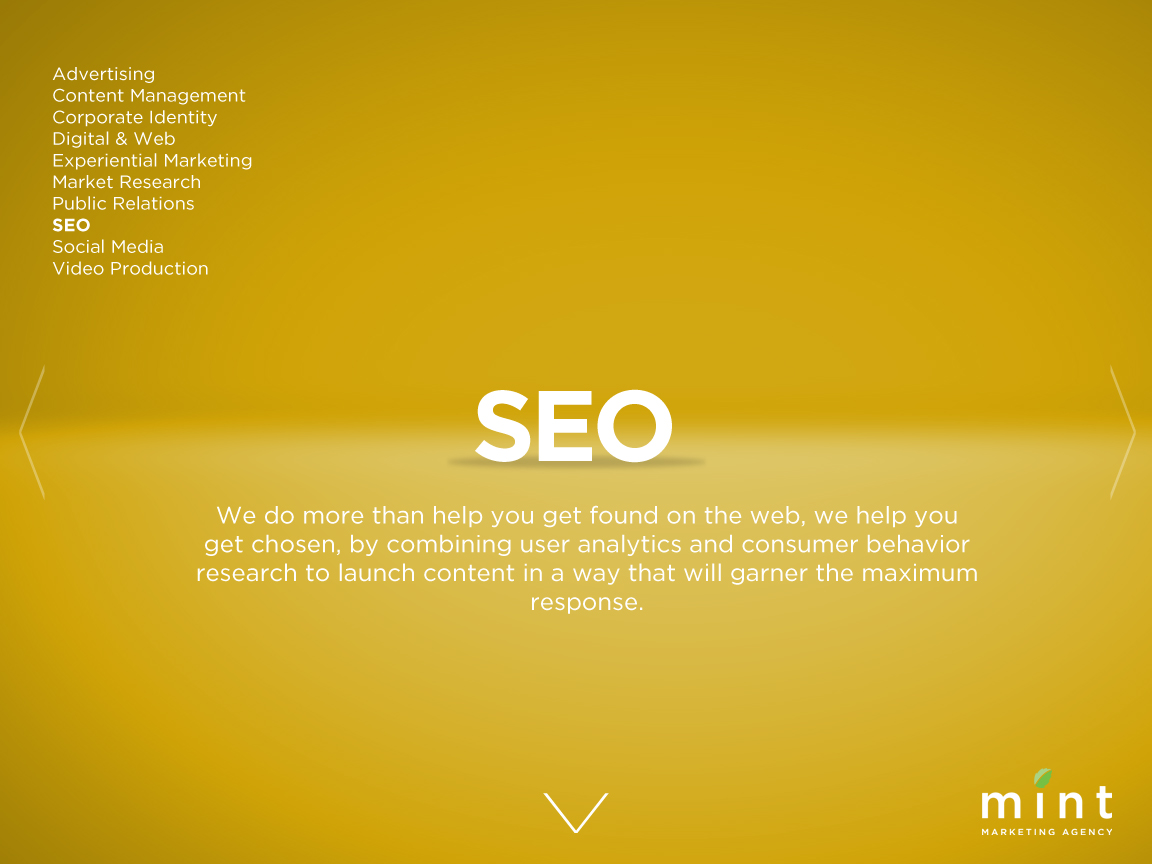 Advertising
Content Management
Corporate Identity
Digital & Web
Experiential Marketing
Market Research
Public Relations
SEO
Social Media
Video Production
SEO
We do more than help you get found on the web, we help you
get chosen, by combining user analytics and consumer behavior
research to launch content in a way that will garner the maximum
response.
mint
MARKETING AGENCY